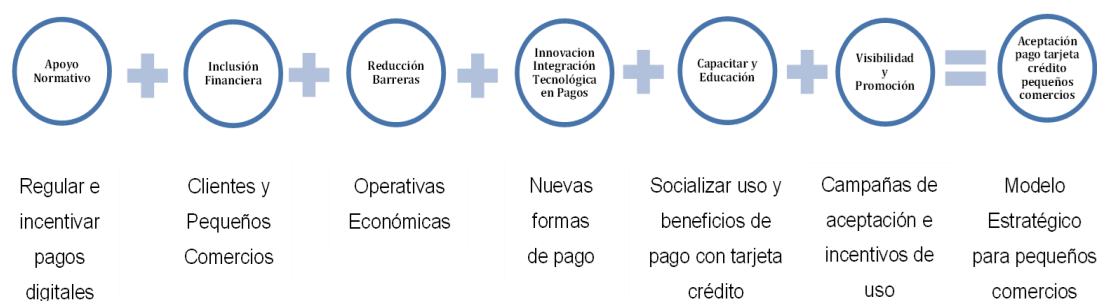 Apoyo
Normativo
Inclusión
Financiera
Reducción
Barreras
Innovacion
Integración
Tecnológica
en Pagos
Capacitar y
Educación
Visibilidad
y
Promoción
Aceptación
pago tarjeta
crédito
pequeños
comercios
Regular e
incentivar
pagos
digitales
Clientes y
Pequeños
Comercios
Operativas
Económicas
Nuevas
formas
de pago
Socializar uso y
beneficios de
pago con tarjeta
crédito
Campañas de
aceptación e
incentivos de
uso
Modelo
Estratégico
para pequeños
comercios